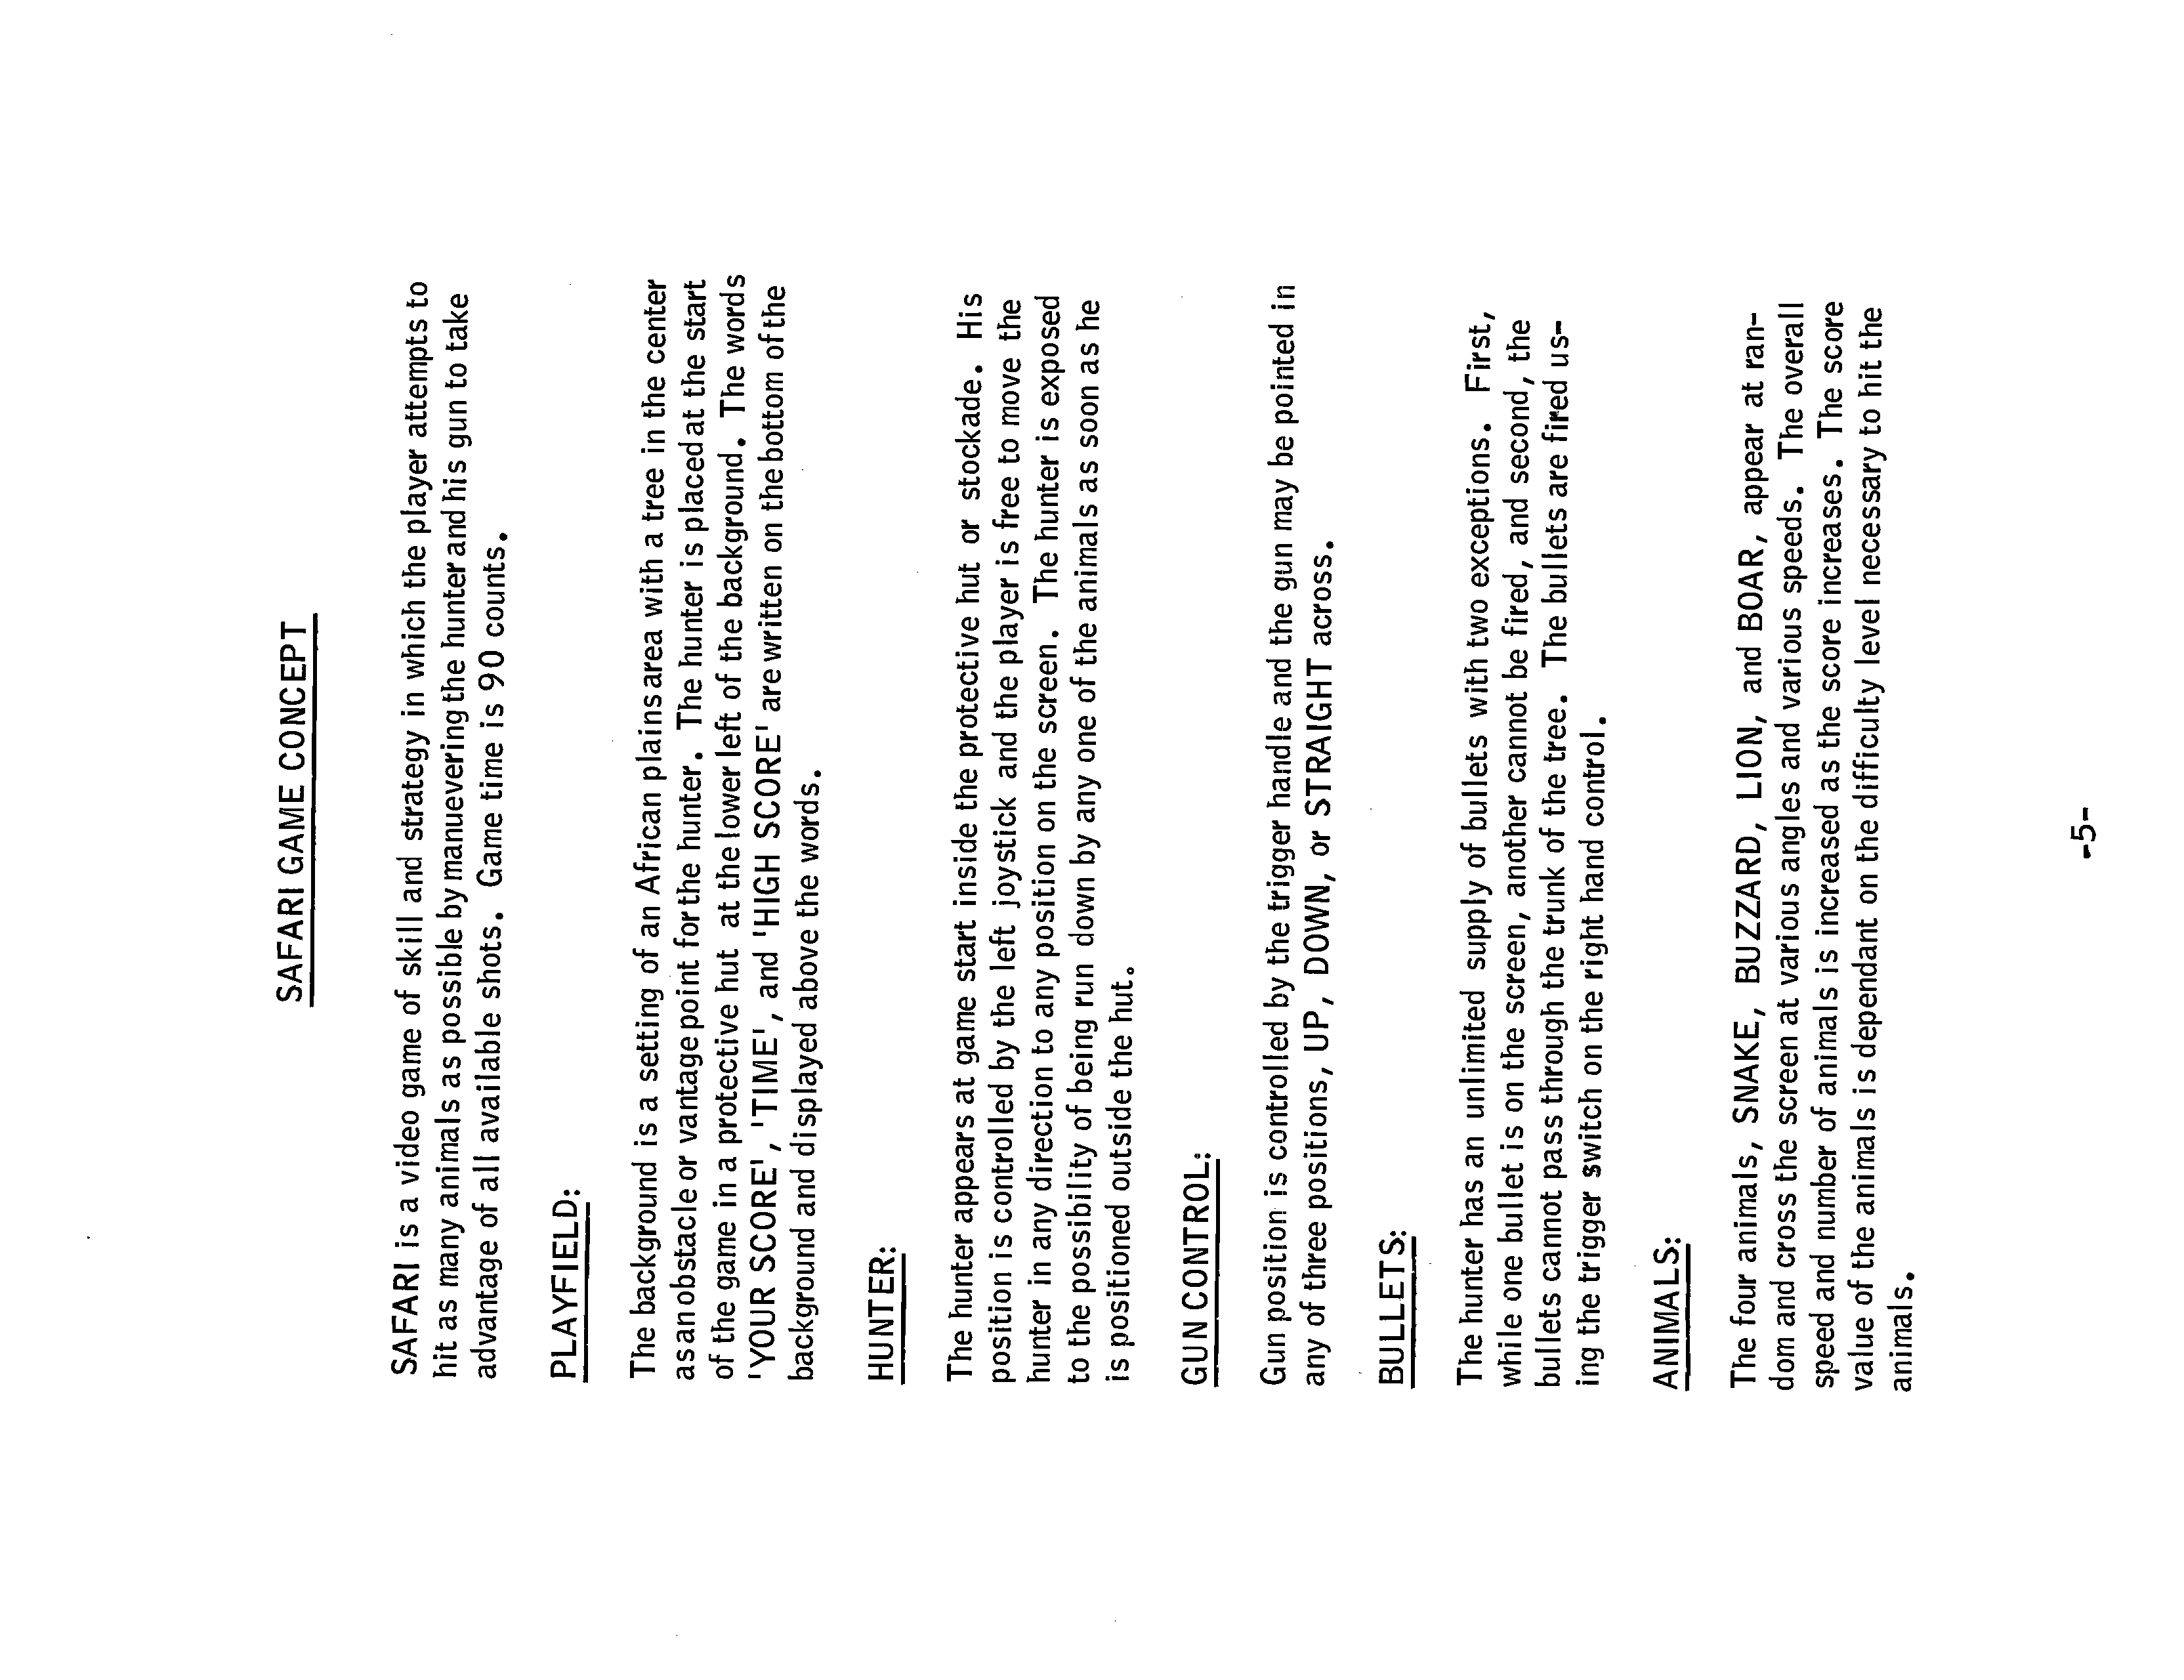 SAFARI GAME CONCEPT
SAFARI is a video game of skill and strategy in which the player attempts to
hit as many animals as possible by manuevering the hunter and his gun to take
advantage of all available shots. Game time is 90 counts.
PLAYFIELD:
The background is a setting of an African plains area with a tree in the center
as an obstacle or vantage point for the hunter. The hunter is placed at the start
of the game in a protective hut at the lower left of the background. The words
'YOUR SCORE', 'TIME', and 'HIGH SCORE' are written on the bottom of the
background and displayed above the words.
HUNTER:
The hunter appears at game start inside the protective hut or stockade. His
position is controlled by the left joystick and the player is free to move the
hunter in any direction to any position on the screen. The hunter is exposed
to the possibility of being run down by any one of the animals as soon as he
is positioned outside the hut.
GUN CONTROL:
Gun position is controlled by the trigger handle and the gun may be pointed in
any of three positions, UP, DOWN, or STRAIGHT across.
BULLETS:
The hunter has an unlimited supply of bullets with two exceptions. First,
while one bullet is on the screen, another cannot be fired, and second, the
bullets cannot pass through the trunk of the tree. The bullets are fired us-
ing the trigger switch on the right hand control.
ANIMALS:
The four animals, SNAKE, BUZZARD, LION, and BOAR, appear at ran-
dom and cross the screen at various angles and various speeds. The overall
speed and number of animals is increased as the score increases. The score
value of the animals is dependant on the difficulty level necessary to hit the
animals.
-5-